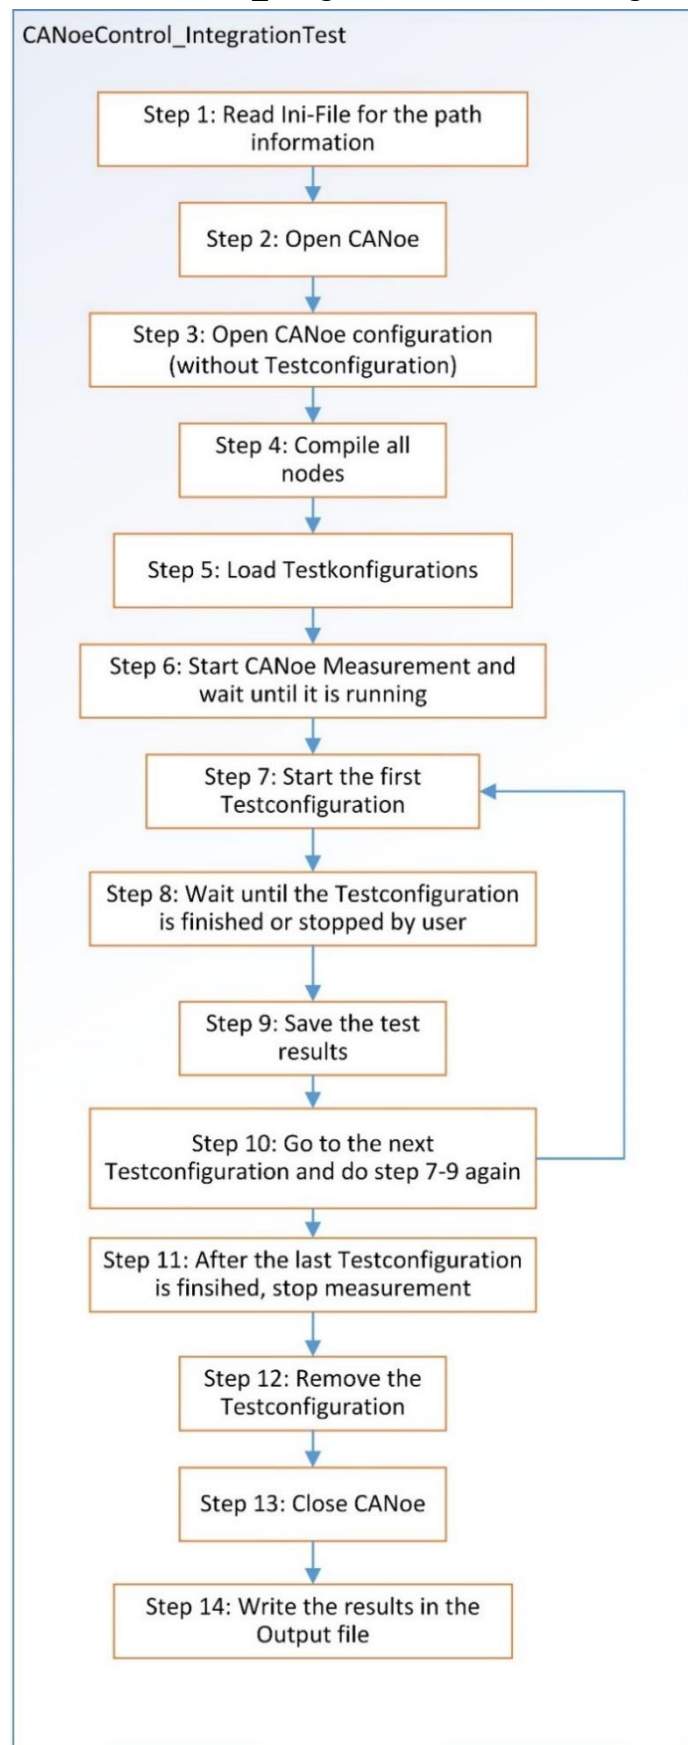 CANoeControl_IntegrationTest
Step 1: Read Ini-File for the path
information
Step 2: Open CANoe
Step 3: Open CANoe configuration
(without Testconfiguration)
Step 4: Compile all
nodes
Step 5: Load Testkonfigurations
Step 6: Start CANoe Measurement and
wait until it is running
Step 7: Start the first
Testconfiguration
Step 8: Wait until the Testconfiguration
is finished or stopped by user
Step 9: Save the test
results
Step 10: Go to the next
Testconfiguration and do step 7-9 again
Step 11: After the last Testconfiguration
is finsihed, stop measurement
Step 12: Remove the
Testconfiguration
Step 13: Close CANoe
Step 14: Write the results in the
Output file